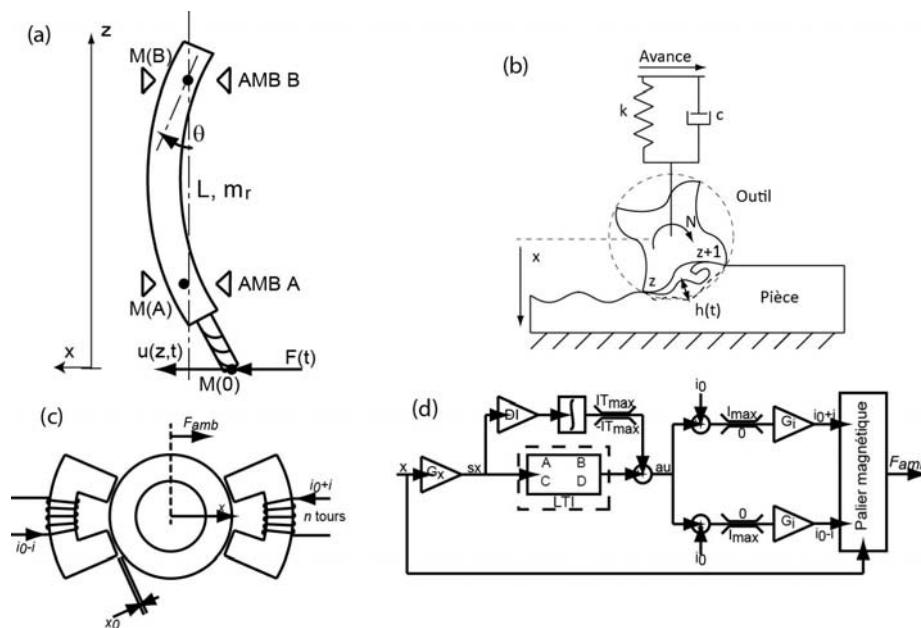 (a)
z
M(B)
AMB B
θ
L, mr
M(A)
AMB A
x
u(z,t)
F(t)
M(0)
(b)
Avance
k
c
Outil
N
x
z
z+1
h(t)
Pièce
(c)
Famb
x
i0+i
n tours
i0-i
x0
(d)
x
Gx
sx
DI
∫
ITmax
-ITmax
A B
C D
LTI
au
i0
Imax
0
Gi
i0+i
0
Imax
Gi
i0-i
i0
Palier magnétique
Famb